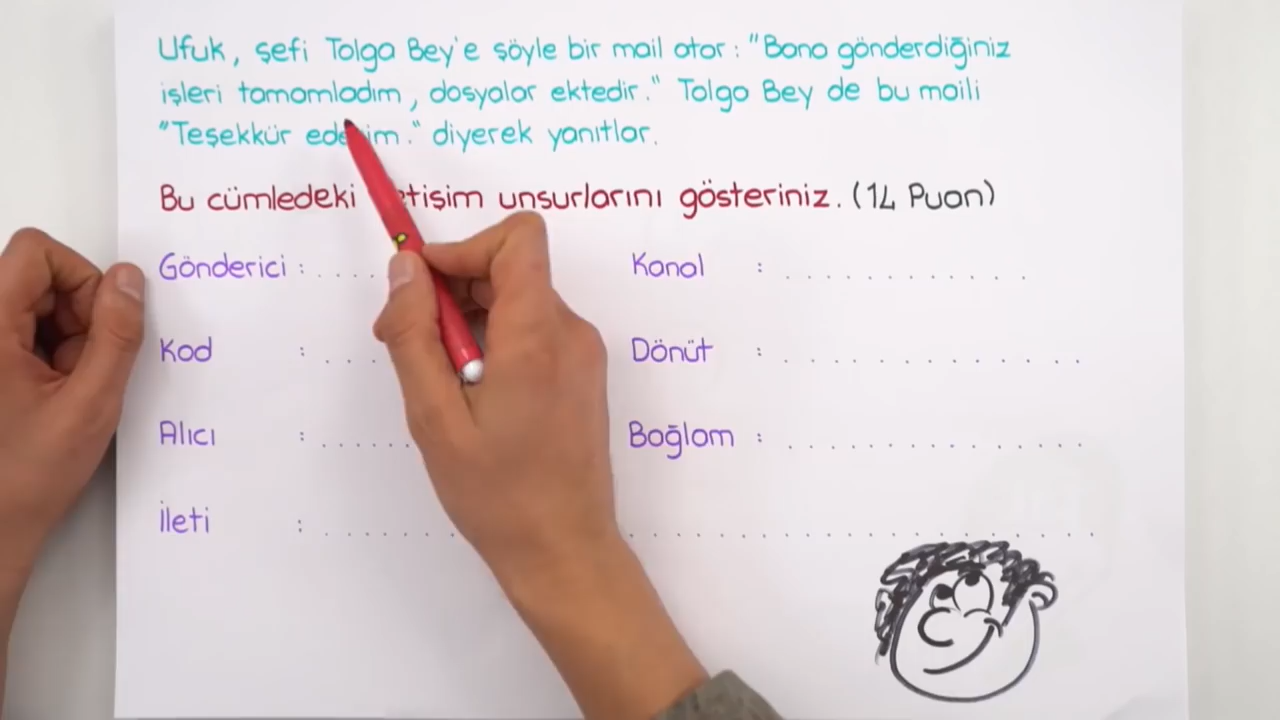 Ufuk, şefi Tolga Bey'e şöyle bir mail atar: "Bana gönderdiğiniz
işleri tamamladım, dosyalar ektedir." Tolga Bey de bu maili
"Teşekkür ederim." diyerek yanıtlar.
Bu cümledeki iletişim unsurlarını gösteriniz. (14 Puan)
Gönderici : Kanal :
Kod : Dönüt :
Alıcı : Bağlam :
İleti :